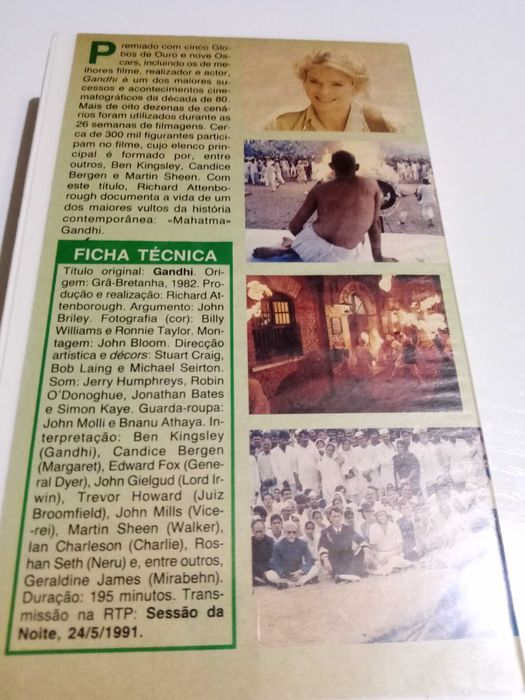 Premiado com cinco Glo-
bos de Ouro e nove Os-
cars, incluindo os de me-
lhores filme, realizador e actor,
Gandhi é um dos maiores su-
cessos e acontecimentos cine-
matográficos da década de 80.
Mais de oito dezenas de cená-
rios foram utilizados durante as
26 semanas de filmagens. Cer-
ca de 300 mil figurantes partici-
pam no filme, cujo elenco prin-
cipal é formado por, entre
outros, Ben Kingsley, Candice
Bergen e Martin Sheen. Com
este título, Richard Attenbo-
rough documenta a vida de um
dos maiores vultos da história
contemporânea: «Mahatma»
Gandhi.
FICHA TÉCNICA
Título original: Gandhi. Ori-
gem: Grã-Bretanha, 1982. Pro-
dução e realização: Richard At-
tenborough. Argumento: John
Briley. Fotografia (cor): Billy
Williams e Ronnie Taylor. Mon-
tagem: John Bloom. Direcção
artística e décors: Stuart Craig,
Bob Laing e Michael Seirton.
Som: Jerry Humphreys, Robin
O'Donoghue, Jonathan Bates
e Simon Kaye. Guarda-roupa:
John Molli e Bnanu Athaya. In-
terpretação: Ben Kingsley
(Gandhi), Candice Bergen
(Margaret), Edward Fox (Gene-
ral Dyer), John Gielgud (Lord Ir-
win), Trevor Howard (Juiz
Broomfield), John Mills (Vice-
-rei), Martin Sheen (Walker),
Ian Charleson (Charlie), Ros-
han Seth (Neru) e, entre outros,
Geraldine James (Mirabehn).
Duração: 195 minutos. Trans-
missão na RTP: Sessão da
Noite, 24/5/1991.